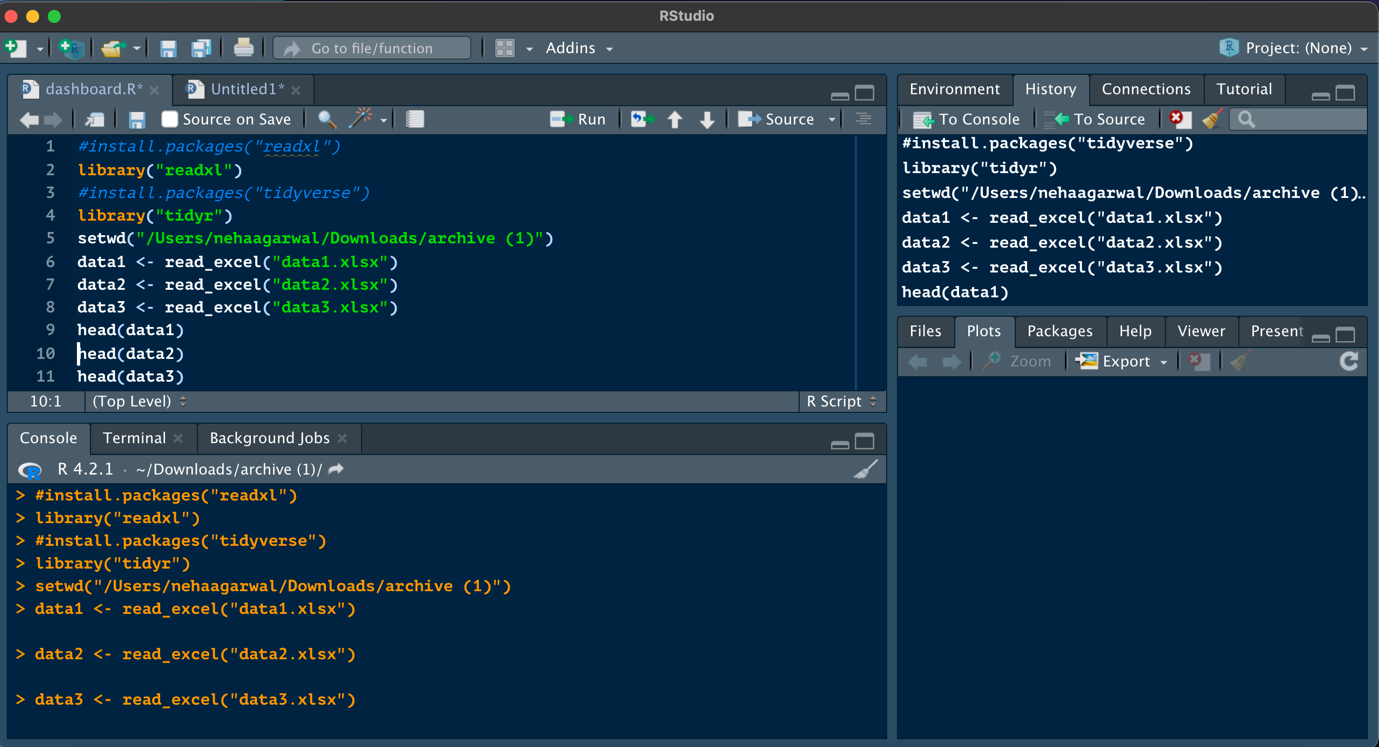 RStudio
Go to file/function
Addins
Project: (None)
dashboard.R*
Untitled1*
Source on Save
Run
Source
1 #install.packages("readxl")
2 library("readxl")
3 #install.packages("tidyverse")
4 library("tidyr")
5 setwd("/Users/nehaagarwal/Downloads/archive (1)")
6 data1 <- read_excel("data1.xlsx")
7 data2 <- read_excel("data2.xlsx")
8 data3 <- read_excel("data3.xlsx")
9 head(data1)
10 head(data2)
11 head(data3)
10:1 (Top Level) R Script
Console Terminal Background Jobs
R 4.2.1 · ~/Downloads/archive (1)/
> #install.packages("readxl")
> library("readxl")
> #install.packages("tidyverse")
> library("tidyr")
> setwd("/Users/nehaagarwal/Downloads/archive (1)")
> data1 <- read_excel("data1.xlsx")
> data2 <- read_excel("data2.xlsx")
> data3 <- read_excel("data3.xlsx")
Environment History Connections Tutorial
To Console To Source
#install.packages("tidyverse")
library("tidyr")
setwd("/Users/nehaagarwal/Downloads/archive (1)…
data1 <- read_excel("data1.xlsx")
data2 <- read_excel("data2.xlsx")
data3 <- read_excel("data3.xlsx")
head(data1)
Files Plots Packages Help Viewer Present
Zoom Export